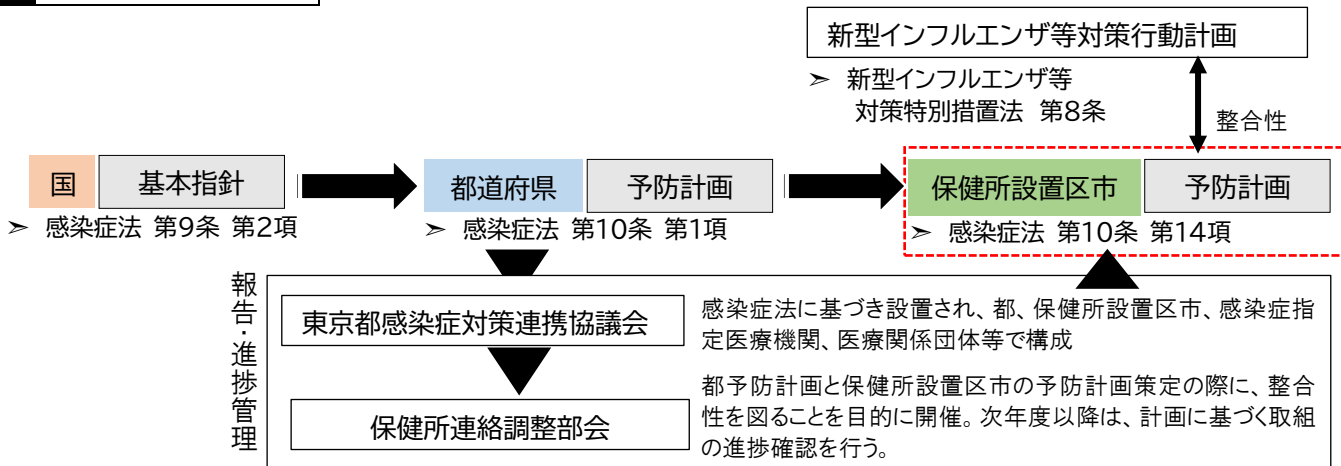 新型インフルエンザ等対策行動計画
➢ 新型インフルエンザ等
対策特別措置法 第8条
整合性
国 基本指針
➢ 感染症法 第9条 第2項
都道府県 予防計画
➢ 感染症法 第10条 第1項
保健所設置区市 予防計画
➢ 感染症法 第10条 第14項
報告・進捗管理
東京都感染症対策連携協議会
感染症法に基づき設置され、都、保健所設置区市、感染症指
定医療機関、医療関係団体等で構成
保健所連絡調整部会
都予防計画と保健所設置区市の予防計画策定の際に、整合
性を図ることを目的に開催。次年度以降は、計画に基づく取組
の進捗確認を行う。